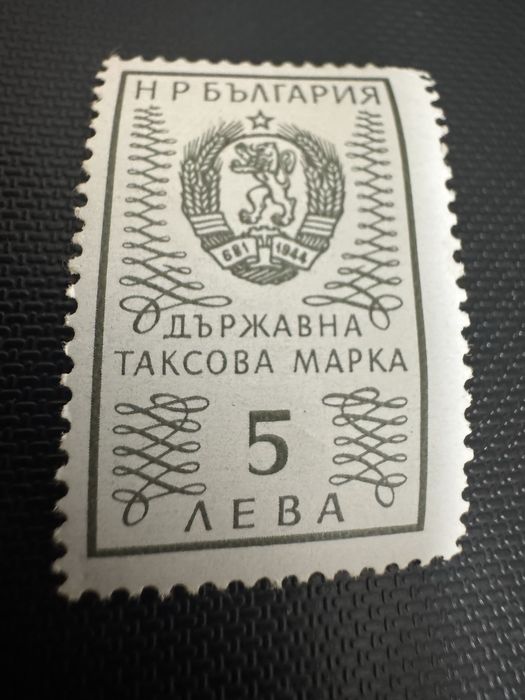 Н Р БЪЛГАРИЯ
681 1944
ДЪРЖАВНА
ТАКСОВА МАРКА
5
ЛЕВА